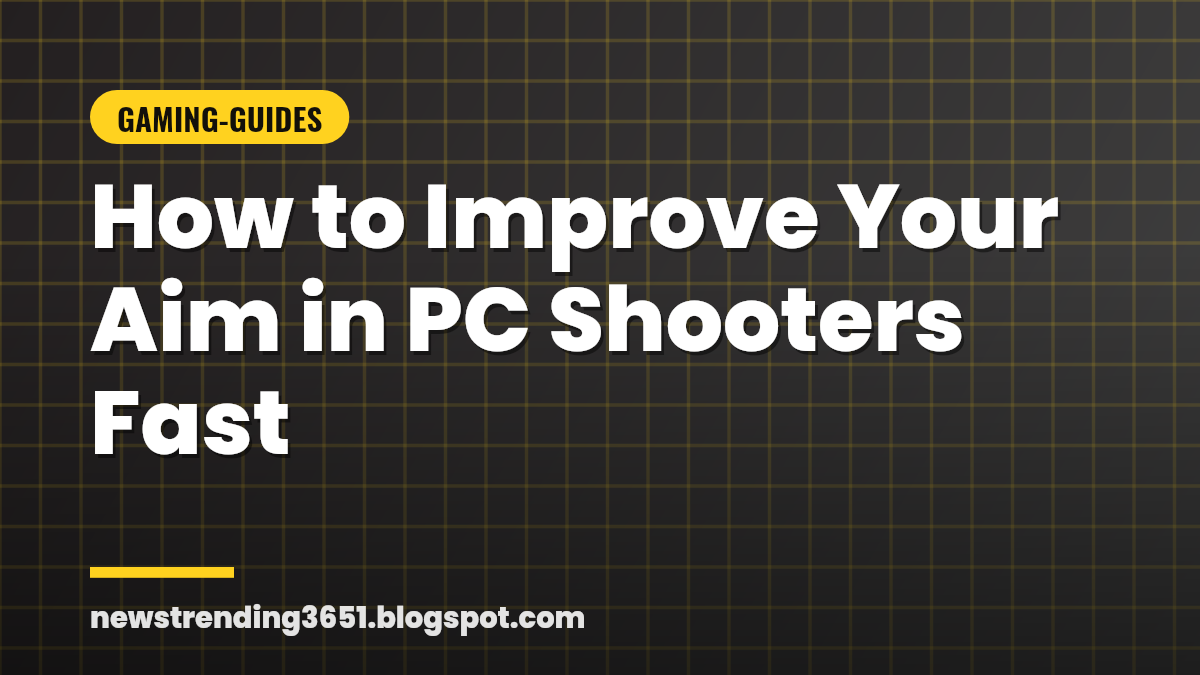 GAMING-GUIDES
How to Improve Your
Aim in PC Shooters
Fast
newstrending3651.blogspot.com